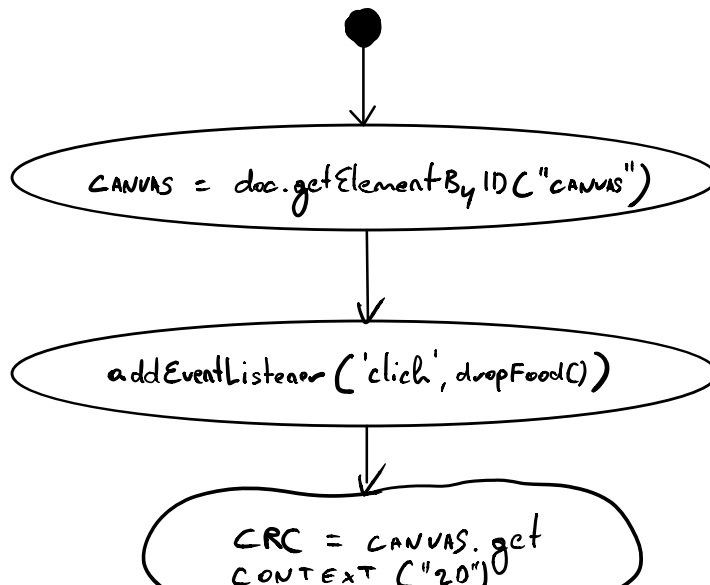 CANVAS = doc.getElementByID("CANVAS")
addEventListener('click', dropFood())
CRC = CANVAS.get
CONTEXT ("2D")